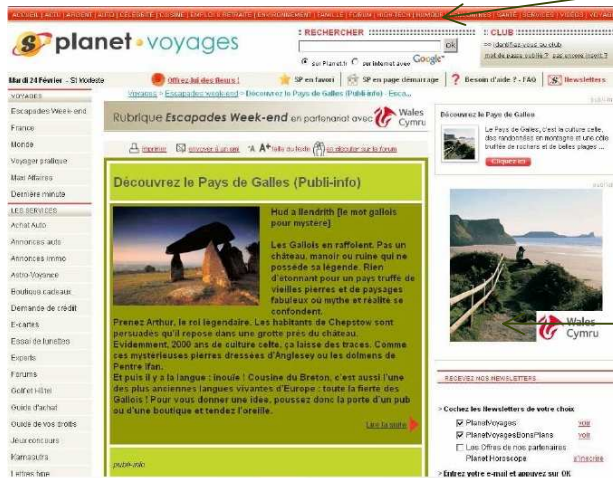 ACCUEIL | ACTU | ARGENT | AUTO | CELEBRITE | CUISINE | EMPLOI & RETRAITE | ENVIRONNEMENT | FAMILLE | FORUM | HIGH-TECH | HUMOUR | RENCONTRES | SANTE | SERVICES | VIDEOS | VOYAGES
planet voyages
:: RECHERCHER
ok
sur Planet.fr sur internet avec Google
:: CLUB
>> identifiez-vous au club
mot de passe oublié ? pas encore inscrit ?
Mardi 24 Février - St Modeste
Offrez-lui des fleurs !
SP en favori
SP en page démarrage
Besoin d'aide ? - FAQ
Newsletters
VOYAGES
Escapades Week-end
France
Monde
Voyager pratique
Maxi Affaires
Dernière minute
LES SERVICES
Achat Auto
Annonces auto
Annonces immo
Astro-Voyance
Boutique cadeaux
Demande de crédit
E-cartes
Essai de lunettes
Experts
Forums
Golf et Hôtel
Guide d'achat
Guide de vos droits
Jeux concours
Kamasutra
Lettres type
Voyages > Escapades week-end > Découvrez le Pays de Galles (Publi-info) - Esca...
Rubrique Escapades Week-end en partenariat avec Wales Cymru
imprimer envoyer à un ami A A+ taille du texte en discuter sur le forum
Découvrez le Pays de Galles (Publi-info)
Hud a llendrith [le mot gallois
pour mystère]
Les Gallois en raffolent. Pas un
château, manoir ou ruine qui ne
possède sa légende. Rien
d'étonnant pour un pays truffé de
vieilles pierres et de paysages
fabuleux où mythe et réalité se
confondent.
Prenez Arthur, le roi légendaire. Les habitants de Chepstow sont
persuadés qu'il repose dans une grotte près du château.
Evidemment, 2000 ans de culture celte, ça laisse des traces. Comme
ces mystérieuses pierres dressées d'Anglesey ou les dolmens de
Pentre Ifan.
Et puis il y a la langue : inouïe ! Cousine du Breton, c'est aussi l'une
des plus anciennes langues vivantes d'Europe : toute la fierté des
Gallois ! Pour vous donner une idée, poussez donc la porte d'un pub
ou d'une boutique et tendez l'oreille.
Lire la suite
publi-info
Découvrez le Pays de Galles
Le Pays de Galles, c'est la culture celte,
des randonnées en montagne et une côte
truffée de rochers et de belles plages ...
Cliquez ici
Wales
Cymru
RECEVEZ NOS NEWSLETTERS
> Cochez les Newsletters de votre choix
PlanetVoyages voir
PlanetVoyagesBonsPlans voir
Les Offres de nos partenaires
Planet Horoscope s'inscrire
> Entrez votre e-mail et appuyez sur OK